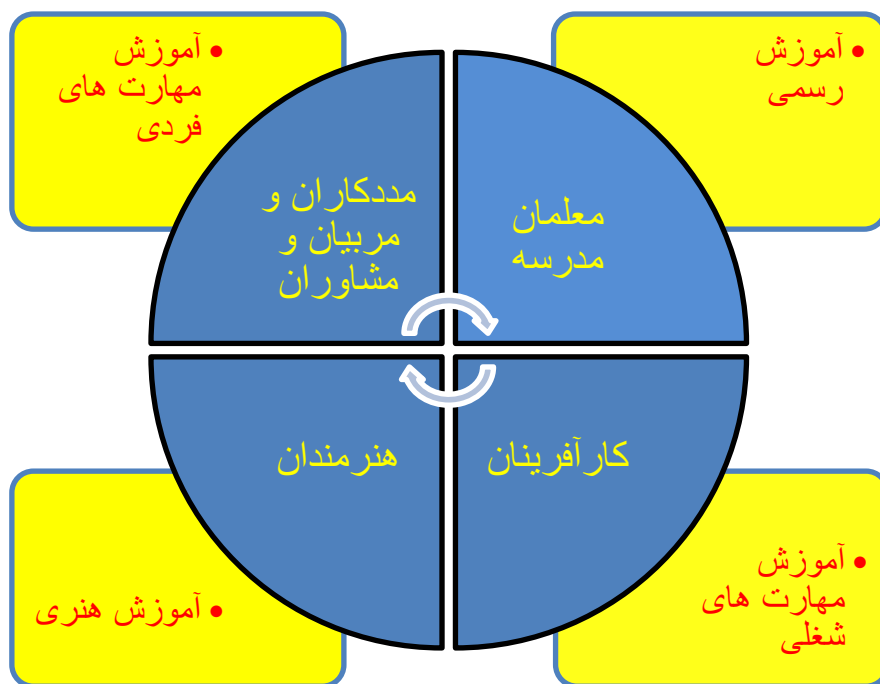 • آموزش
رسمی
معلمان
مدرسه
• آموزش
مهارت های
فردی
مددکاران و
مربیان و
مشاوران
کارآفرینان
• آموزش
مهارت های
شغلی
هنرمندان
• آموزش هنری